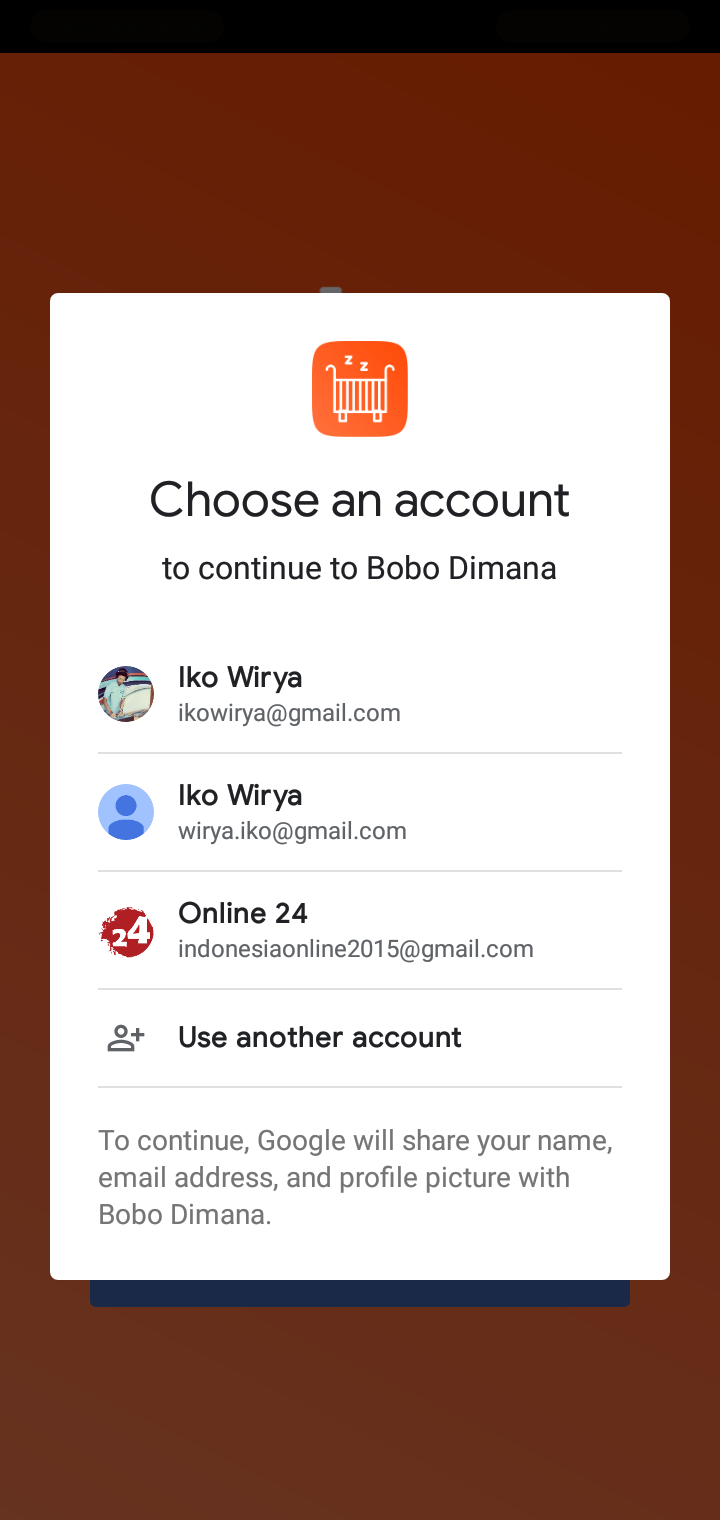 z z
Choose an account
to continue to Bobo Dimana
Iko Wirya
ikowirya@gmail.com
Iko Wirya
wirya.iko@gmail.com
24
Online 24
indonesiaonline2015@gmail.com
Use another account
To continue, Google will share your name,
email address, and profile picture with
Bobo Dimana.